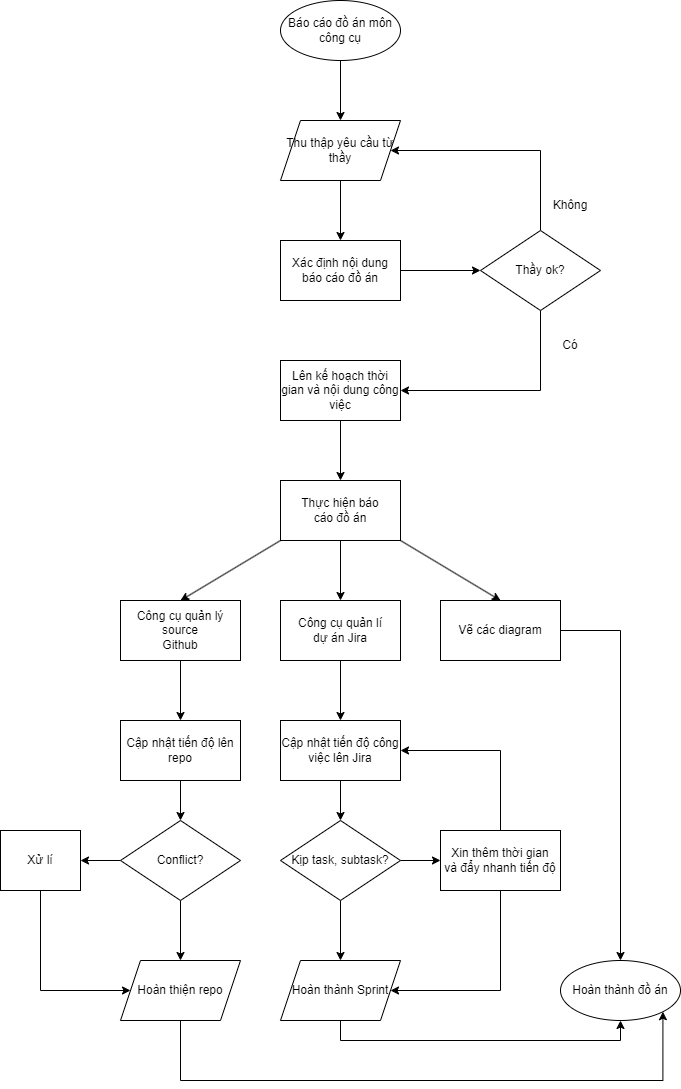 Báo cáo đồ án môn
công cụ
Thu thập yêu cầu từ
thầy
Không
Xác định nội dung
báo cáo đồ án
Thầy ok?
Có
Lên kế hoạch thời
gian và nội dung công
việc
Thực hiện báo
cáo đồ án
Công cụ quản lý
source
Github
Công cụ quản lí
dự án Jira
Vẽ các diagram
Cập nhật tiến độ lên
repo
Cập nhật tiến độ công
việc lên Jira
Xử lí
Conflict?
Kịp task, subtask?
Xin thêm thời gian
và đẩy nhanh tiến độ
Hoàn thiện repo
Hoàn thành Sprint
Hoàn thành đồ án